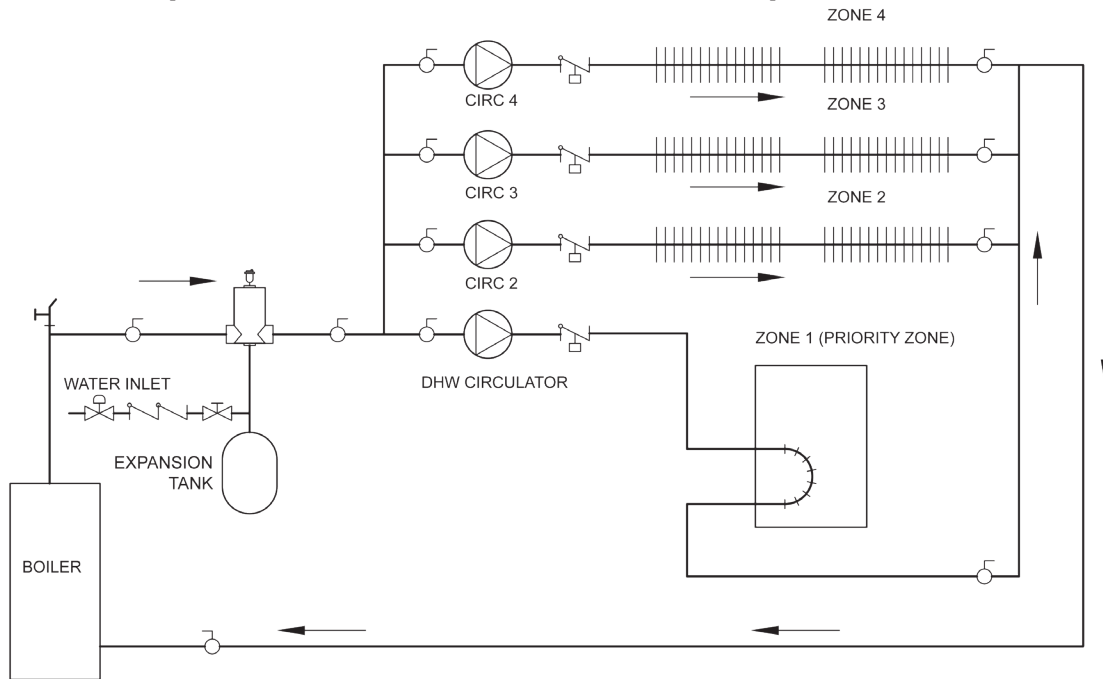 ZONE 4
CIRC 4
ZONE 3
CIRC 3
ZONE 2
CIRC 2
ZONE 1 (PRIORITY ZONE)
DHW CIRCULATOR
WATER INLET
EXPANSION
TANK
BOILER